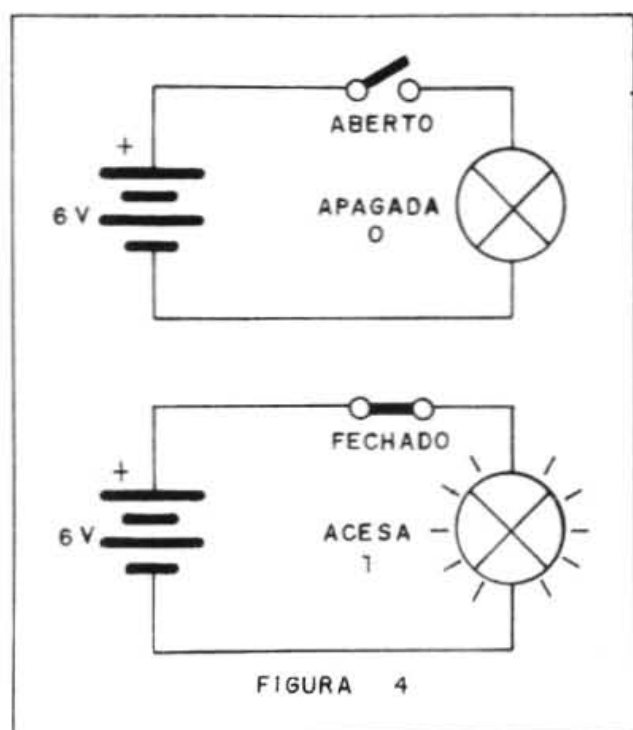 ABERTO
+
6 V
APAGADA
0
FECHADO
+
6 V
ACESA
1
FIGURA 4